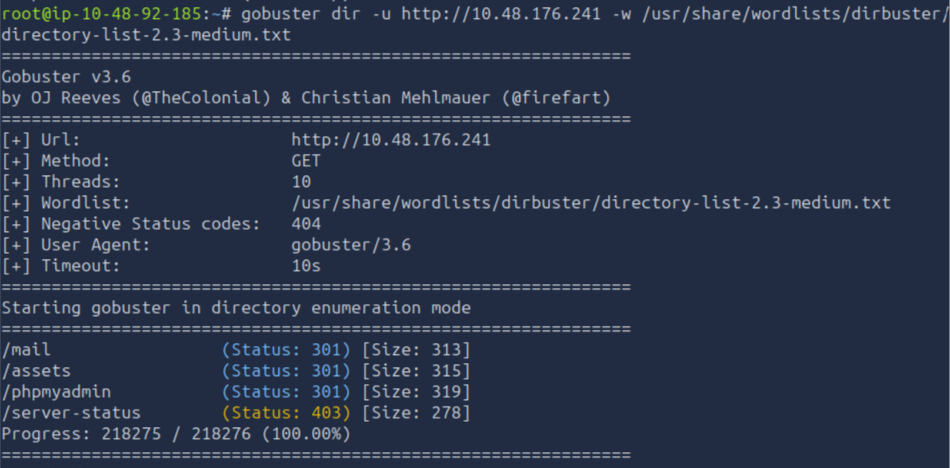 root@ip-10-48-92-185:~# gobuster dir -u http://10.48.176.241 -w /usr/share/wordlists/dirbuster/
directory-list-2.3-medium.txt
===============================================================
Gobuster v3.6
by OJ Reeves (@TheColonial) & Christian Mehlmauer (@firefart)
===============================================================
[+] Url:                     http://10.48.176.241
[+] Method:                  GET
[+] Threads:                 10
[+] Wordlist:                /usr/share/wordlists/dirbuster/directory-list-2.3-medium.txt
[+] Negative Status codes:   404
[+] User Agent:              gobuster/3.6
[+] Timeout:                 10s
===============================================================
Starting gobuster in directory enumeration mode
===============================================================
/mail                 (Status: 301) [Size: 313]
/assets               (Status: 301) [Size: 315]
/phpmyadmin           (Status: 301) [Size: 319]
/server-status        (Status: 403) [Size: 278]
Progress: 218275 / 218276 (100.00%)
===============================================================